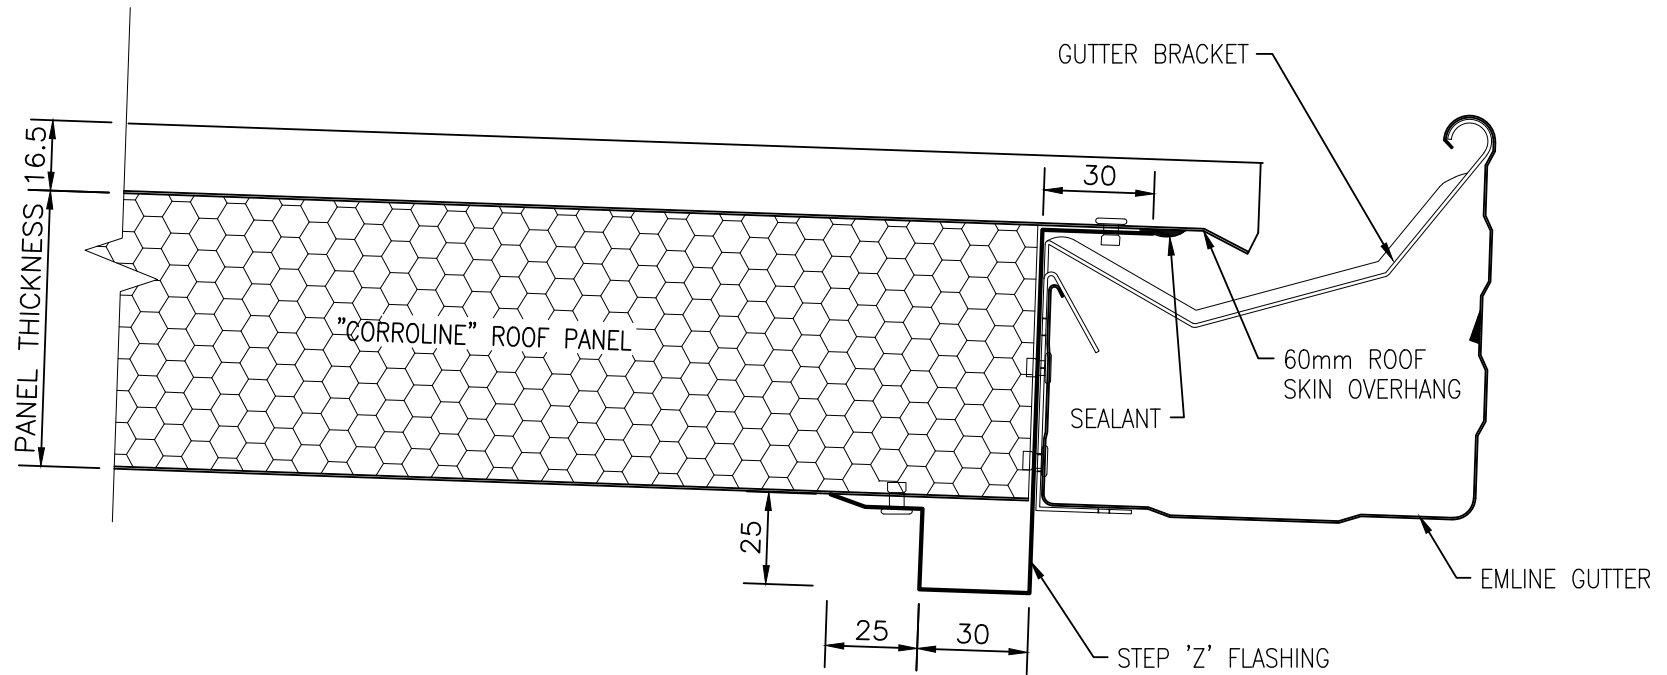 GUTTER BRACKET
16.5
30
PANEL THICKNESS
"CORROLINE" ROOF PANEL
60mm ROOF
SKIN OVERHANG
SEALANT
25
EMLINE GUTTER
25
30
STEP 'Z' FLASHING